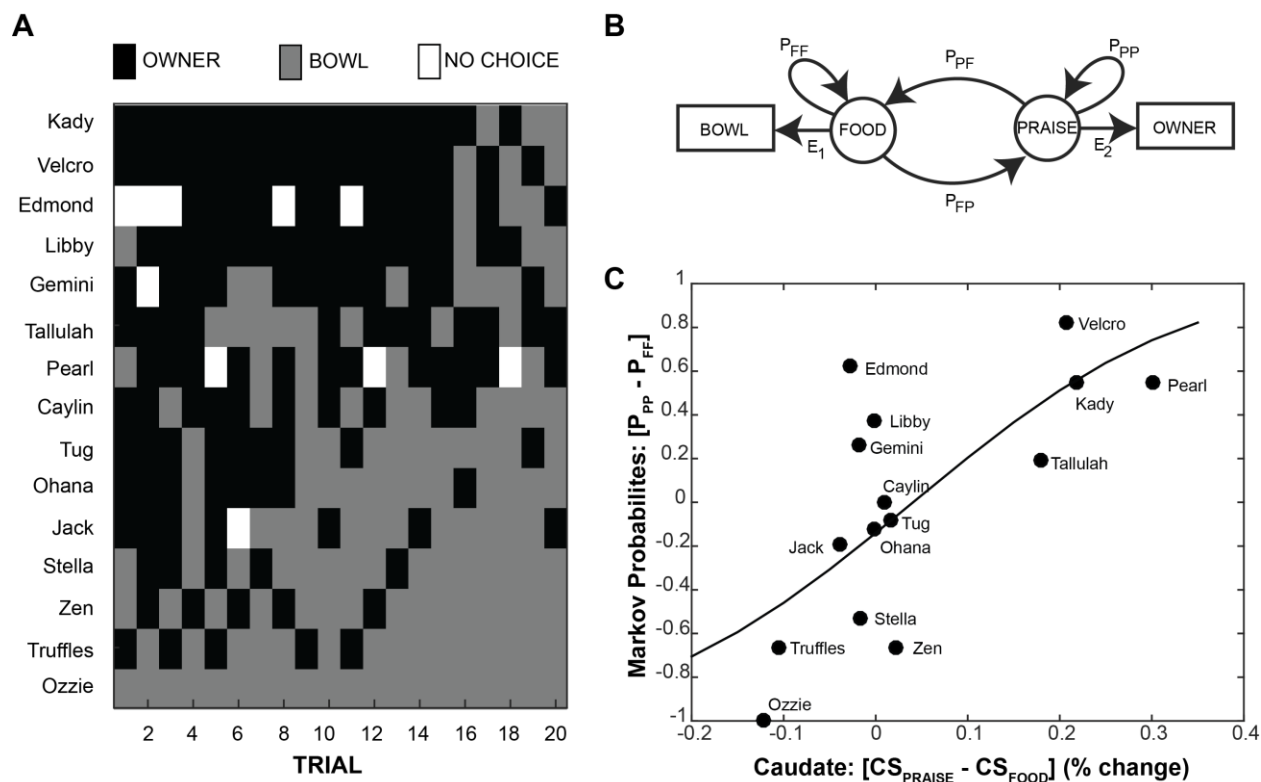 A
OWNER BOWL NO CHOICE
Kady
Velcro
Edmond
Libby
Gemini
Tallulah
Pearl
Caylin
Tug
Ohana
Jack
Stella
Zen
Truffles
Ozzie
2 4 6 8 10 12 14 16 18 20
TRIAL
B
PFF PPF PPP
BOWL E1 FOOD PRAISE E2 OWNER
PFP
C
Markov Probabilites: [PPP - PFF]
1
0.8
0.6
0.4
0.2
0
-0.2
-0.4
-0.6
-0.8
-1
Velcro
Edmond
Pearl
Kady
Libby
Gemini
Tallulah
Caylin
Tug
Ohana
Jack
Stella
Truffles
Zen
Ozzie
-0.2 -0.1 0 0.1 0.2 0.3 0.4
Caudate: [CSPRAISE - CSFOOD] (% change)